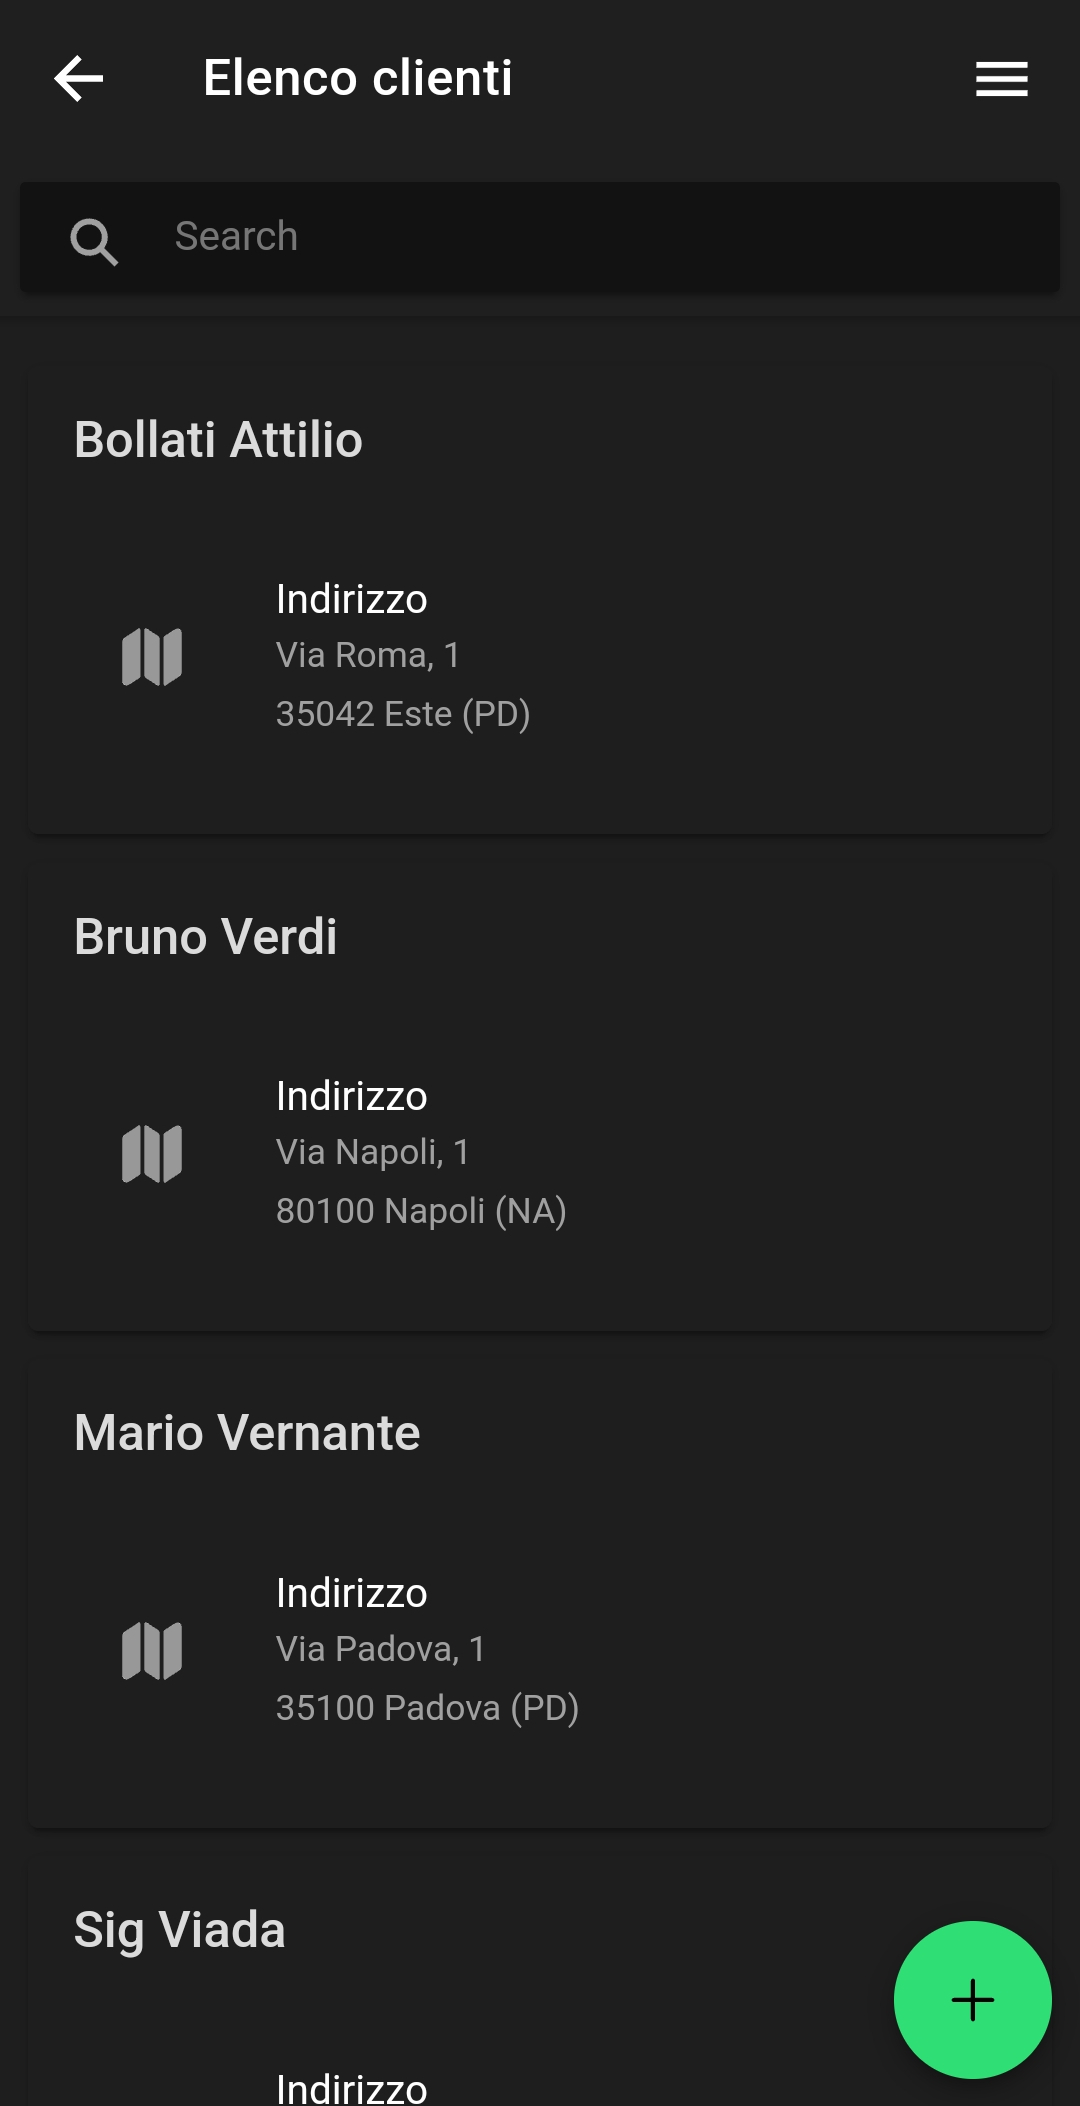 Elenco clienti
Search
Bollati Attilio
Indirizzo
Via Roma, 1
35042 Este (PD)
Bruno Verdi
Indirizzo
Via Napoli, 1
80100 Napoli (NA)
Mario Vernante
Indirizzo
Via Padova, 1
35100 Padova (PD)
Sig Viada
Indirizzo